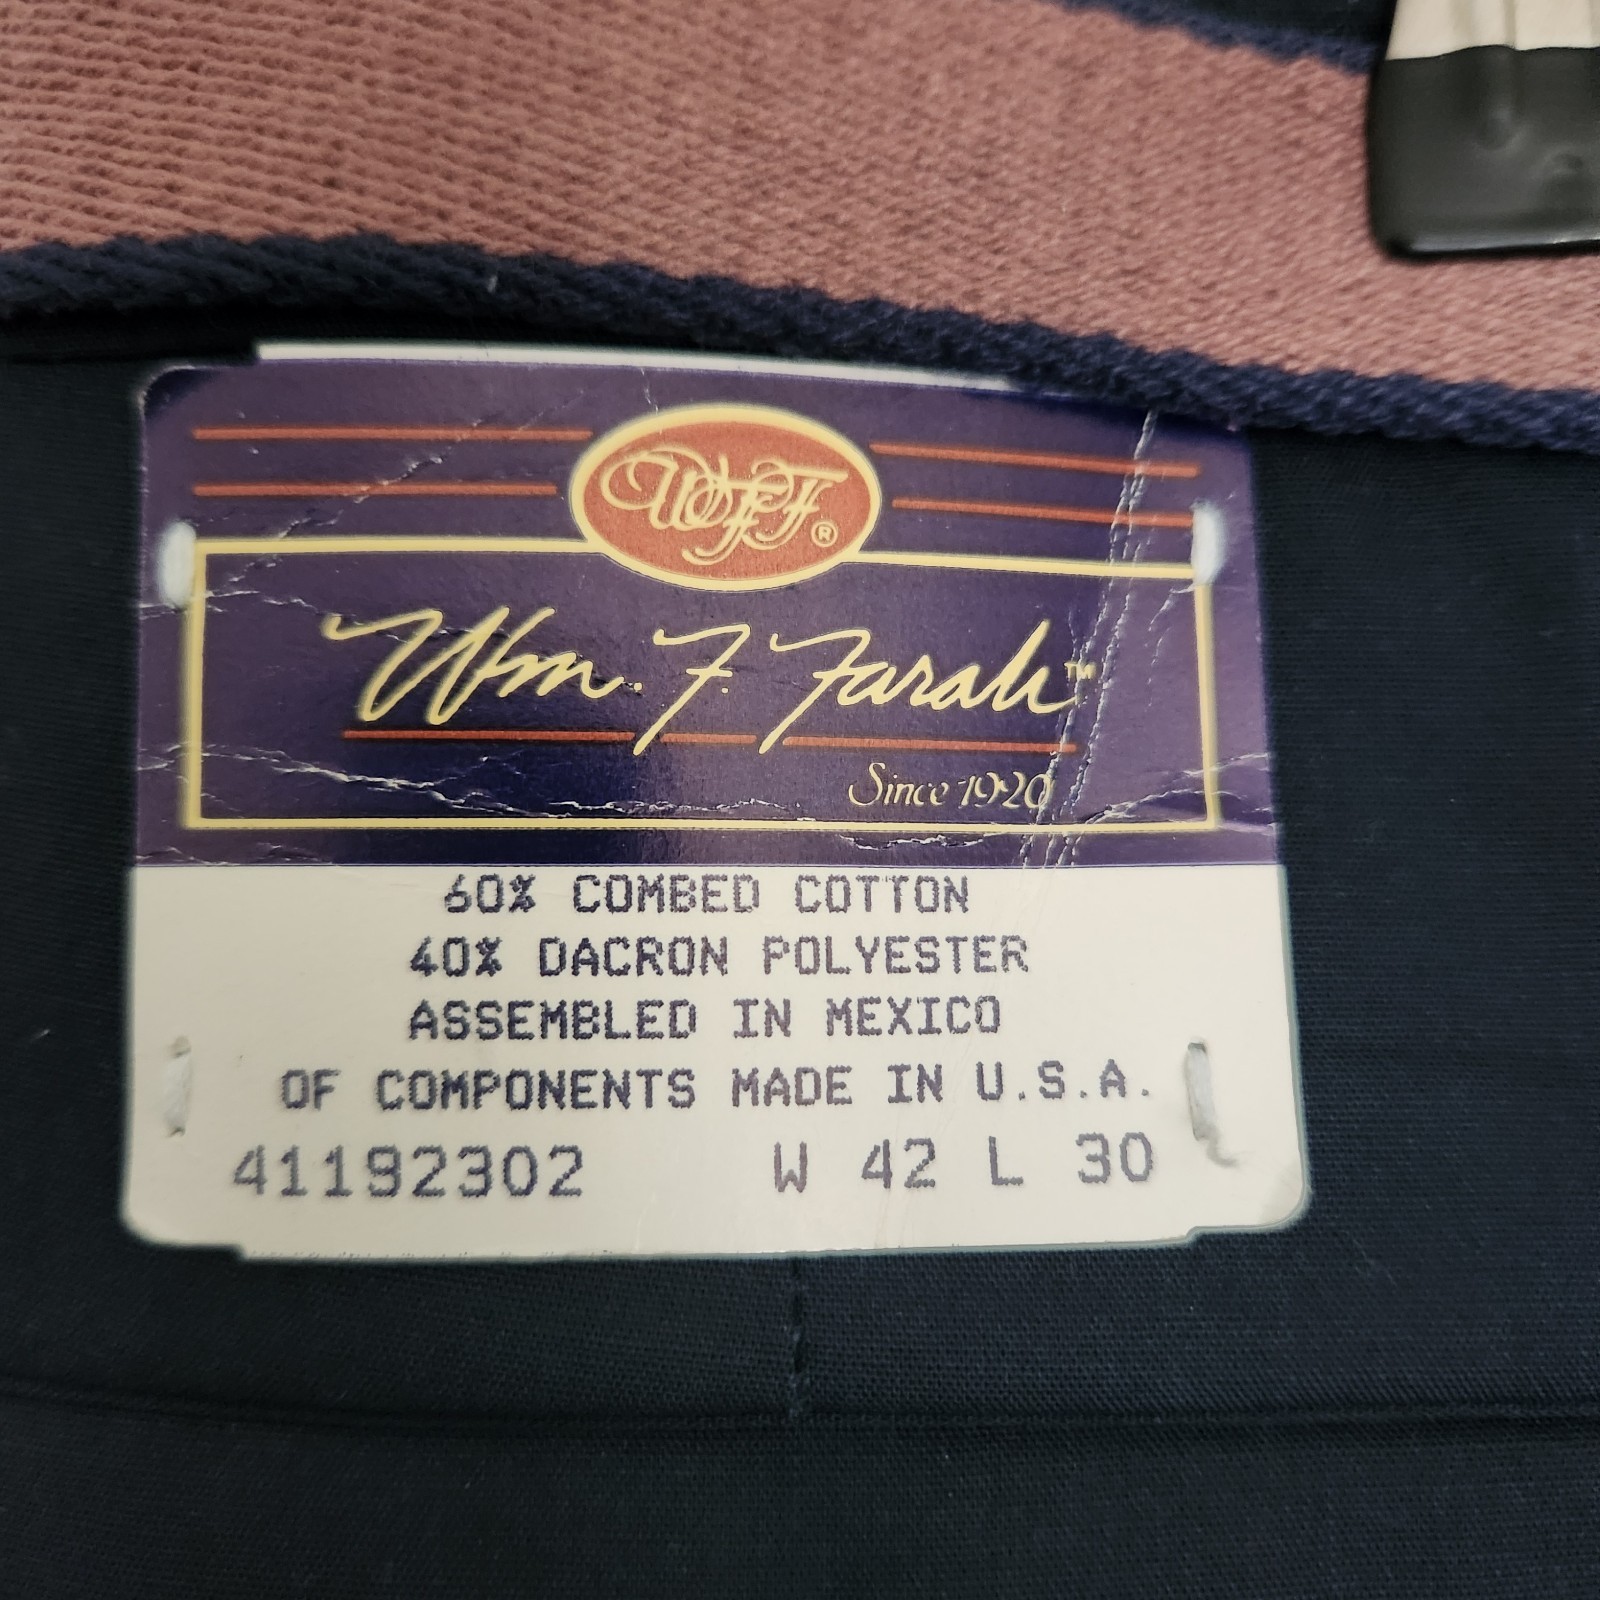 WFF®
Wm. F. Farah™
Since 1920
60% COMBED COTTON
40% DACRON POLYESTER
ASSEMBLED IN MEXICO
OF COMPONENTS MADE IN U.S.A.
41192302 W 42 L 30